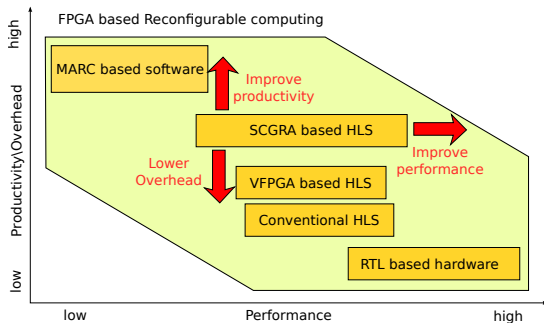 FPGA based Reconfigurable computing
high
MARC based software
Improve
productivity
SCGRA based HLS
Improve
performance
Lower
Overhead
VFPGA based HLS
Conventional HLS
RTL based hardware
Productivity\Overhead
low
low
Performance
high